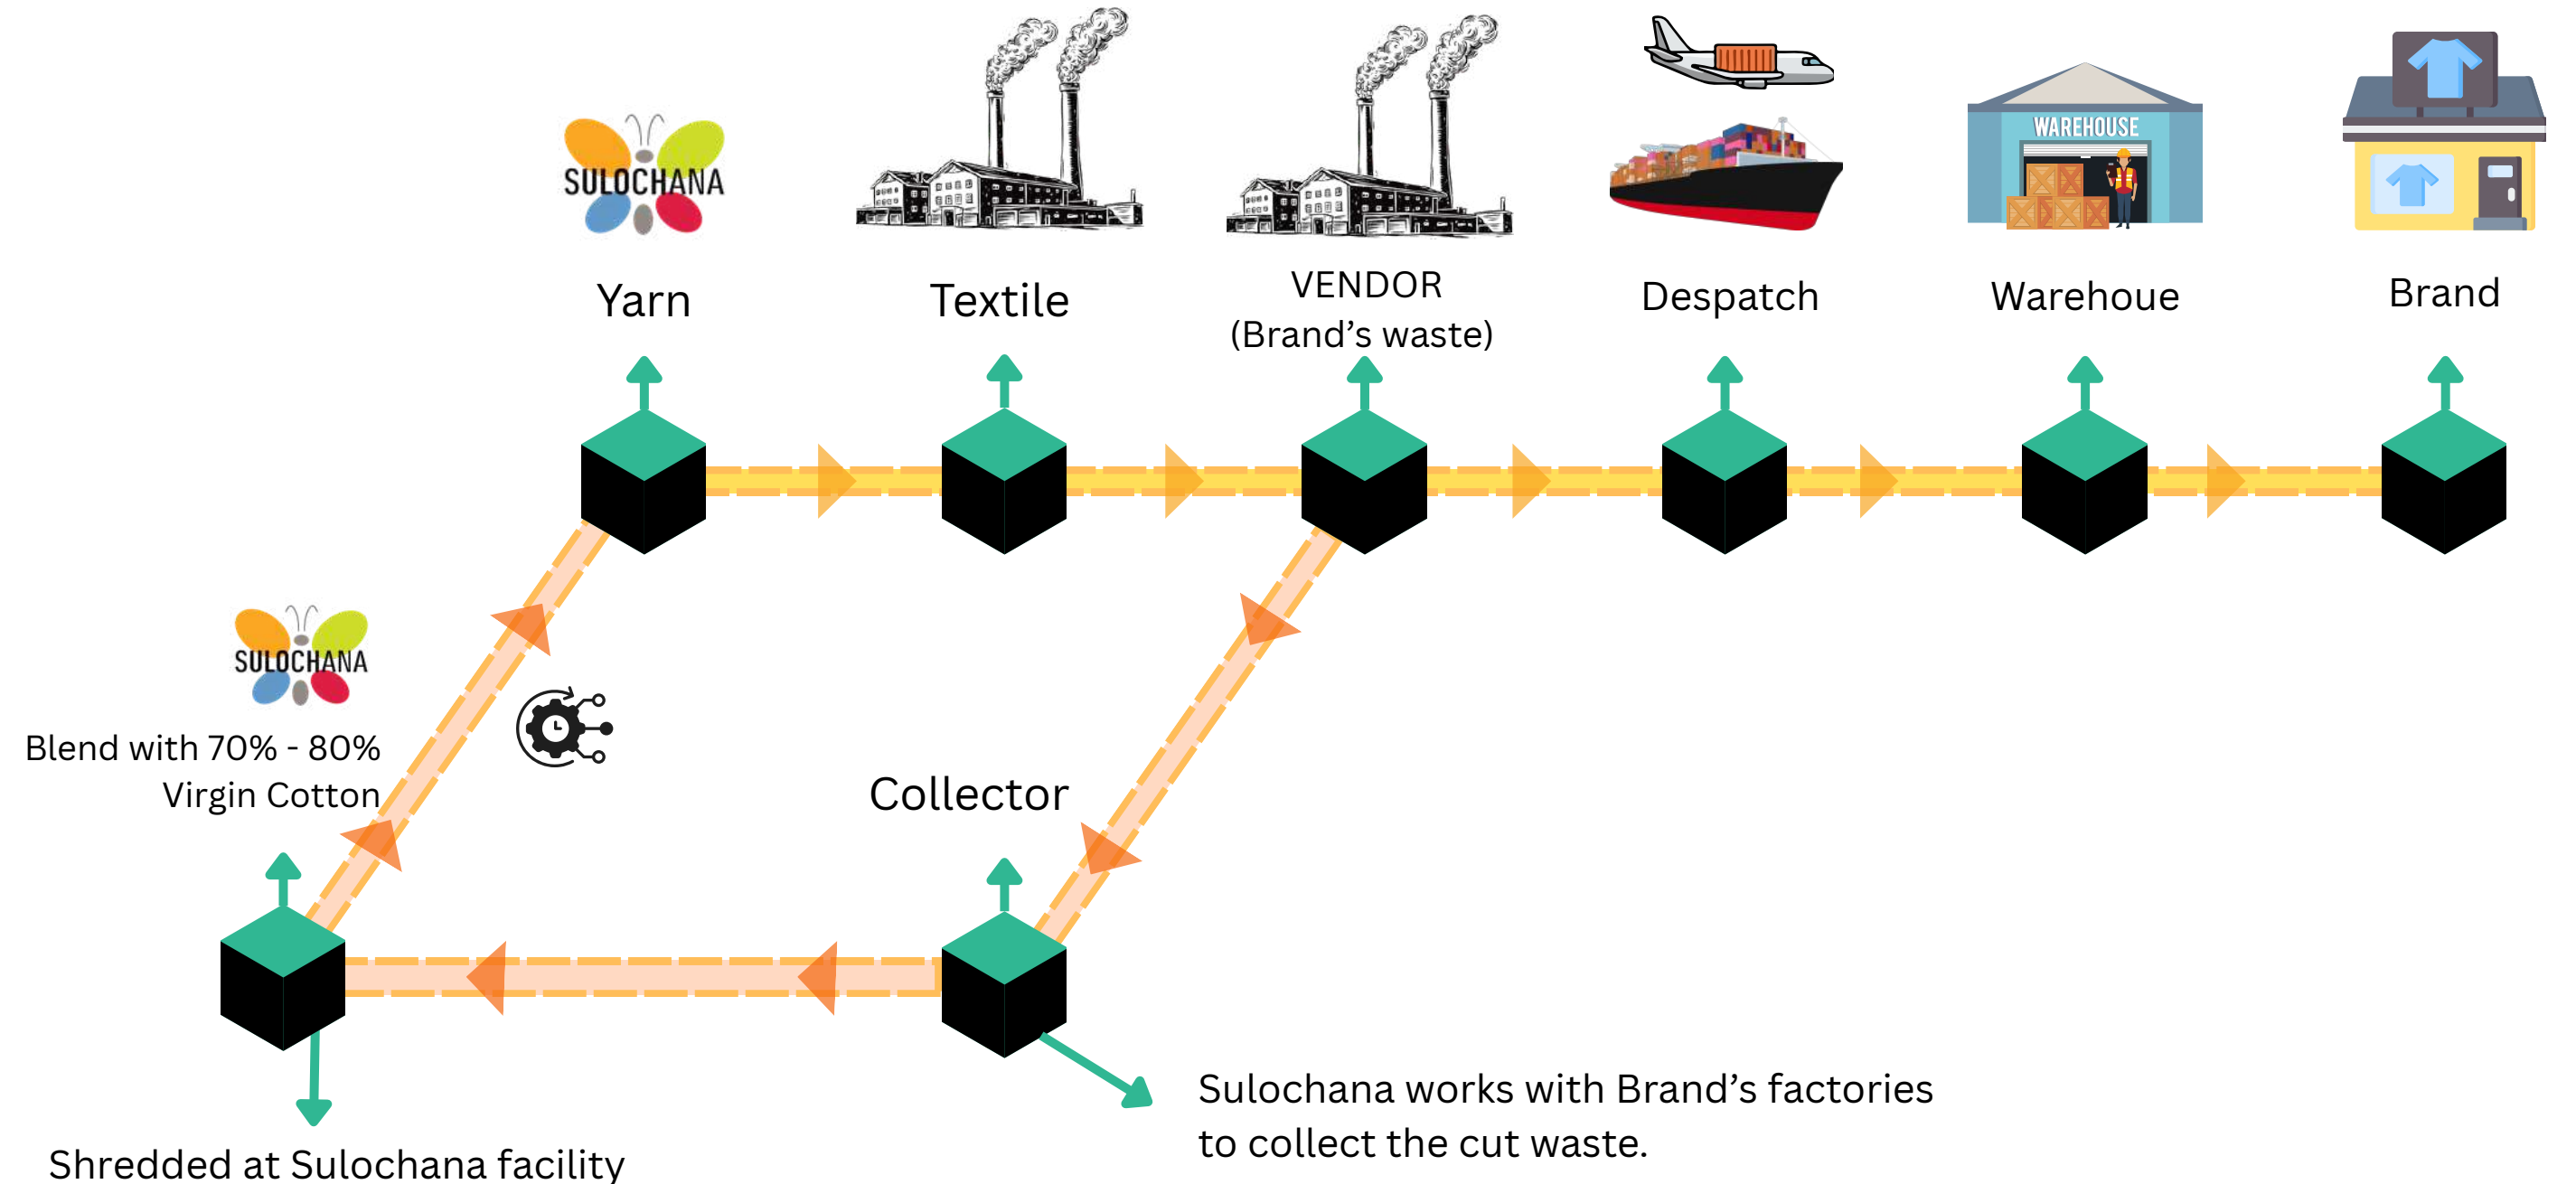 SULOCHANA
Yarn
Textile
VENDOR
(Brand's waste)
Despatch
WAREHOUSE
Warehoue
Brand
SULOCHANA
Blend with 70% - 80%
Virgin Cotton
Collector
Shredded at Sulochana facility
Sulochana works with Brand's factories
to collect the cut waste.